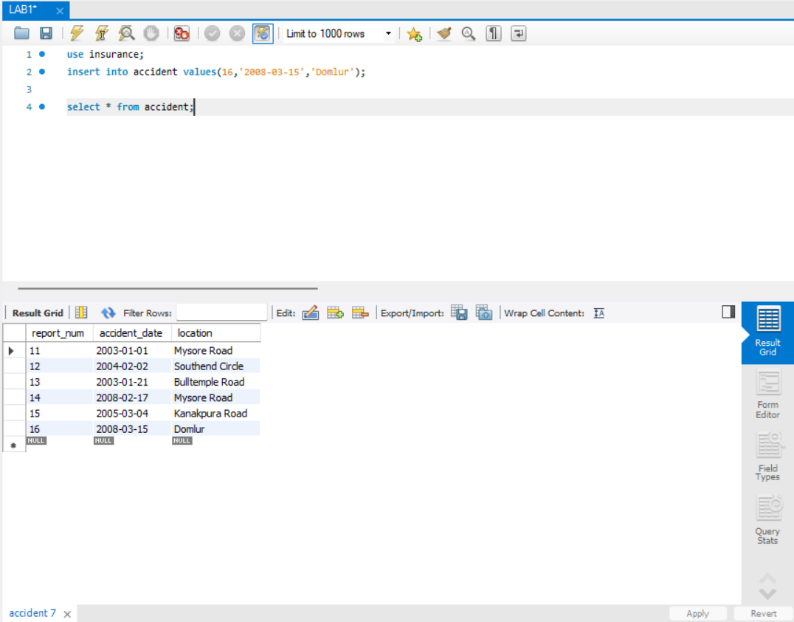 LAB1*
Limit to 1000 rows
1 use insurance;
2 insert into accident values(16,'2008-03-15','Domlur');
3
4 select * from accident;
Result Grid Filter Rows: Edit: Export/Import: Wrap Cell Content:
report_num accident_date location
11 2003-01-01 Mysore Road
12 2004-02-02 Southend Circle
13 2003-01-21 Bulltemple Road
14 2008-02-17 Mysore Road
15 2005-03-04 Kanakpura Road
16 2008-03-15 Domlur
NULL NULL NULL
Result
Grid
Form
Editor
Field
Types
Query
Stats
accident 7 Apply Revert